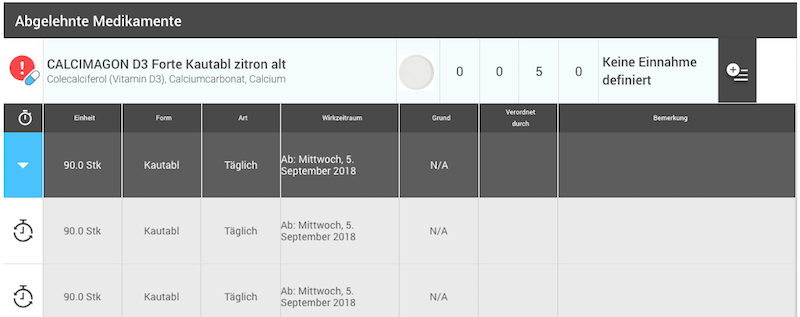 Abgelehnte Medikamente
CALCIMAGON D3 Forte Kautabl zitron alt
Colecalciferol (Vitamin D3), Calciumcarbonat, Calcium
0 0 5 0
Keine Einnahme
definiert
Einheit Form Art Wirkzeitraum Grund Verordnet durch Bemerkung
90.0 Stk Kautabl Täglich Ab: Mittwoch, 5.
September 2018 N/A
90.0 Stk Kautabl Täglich Ab: Mittwoch, 5.
September 2018 N/A
90.0 Stk Kautabl Täglich Ab: Mittwoch, 5.
September 2018 N/A